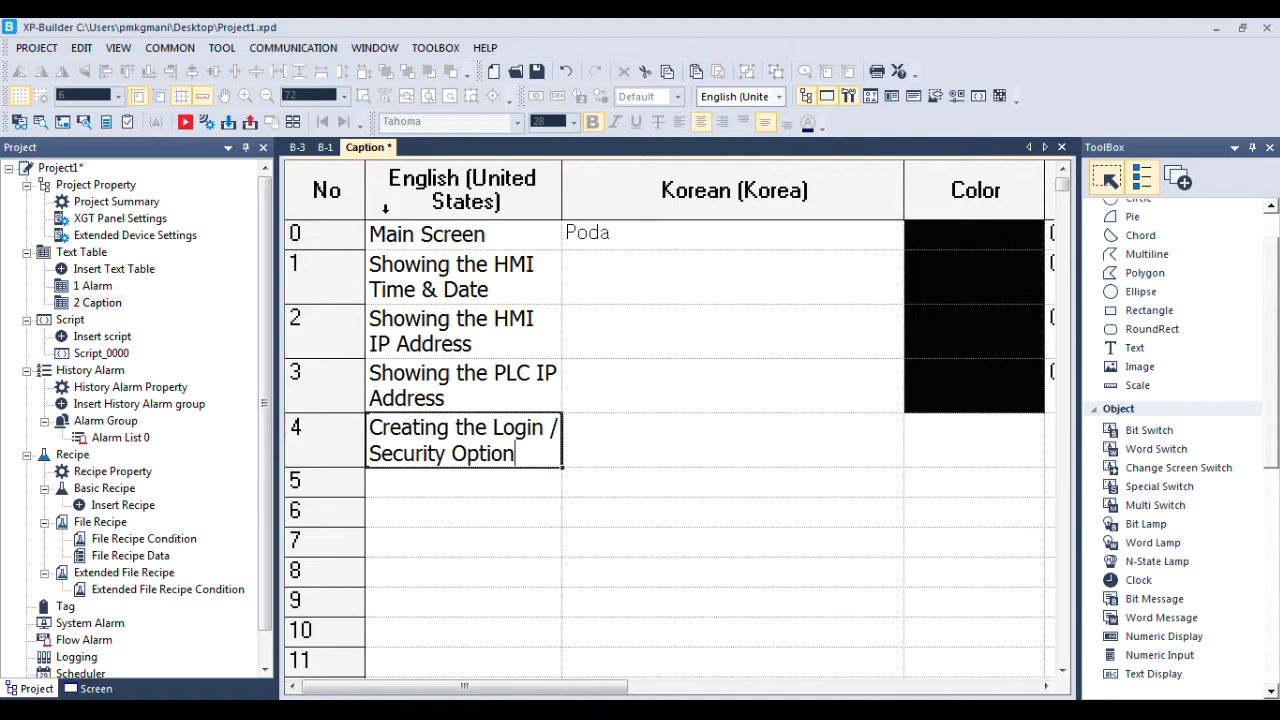 XP-Builder C:\Users\pmkgmani\Desktop\Project1.xpd
PROJECT EDIT VIEW COMMON TOOL COMMUNICATION WINDOW TOOLBOX HELP
6 72 Default English (Unite
Tahoma 28 B I U T A
Project
B-3 B-1 Caption *
ToolBox
Project1*
Project Property
Project Summary
XGT Panel Settings
Extended Device Settings
Text Table
Insert Text Table
1 Alarm
2 Caption
Script
Insert script
Script_0000
History Alarm
History Alarm Property
Insert History Alarm group
Alarm Group
Alarm List 0
Recipe
Recipe Property
Basic Recipe
Insert Recipe
File Recipe
File Recipe Condition
File Recipe Data
Extended File Recipe
Extended File Recipe Condition
Tag
System Alarm
Flow Alarm
Logging
Scheduler
Project Screen
No English (United States) Korean (Korea) Color
0 Main Screen Poda
1 Showing the HMI
Time & Date
2 Showing the HMI
IP Address
3 Showing the PLC IP
Address
4 Creating the Login /
Security Option
5
6
7
8
9
10
11
Circle
Pie
Chord
Multiline
Polygon
Ellipse
Rectangle
RoundRect
Text
Image
Scale
Object
Bit Switch
Word Switch
Change Screen Switch
Special Switch
Multi Switch
Bit Lamp
Word Lamp
N-State Lamp
Clock
Bit Message
Word Message
Numeric Display
Numeric Input
Text Display